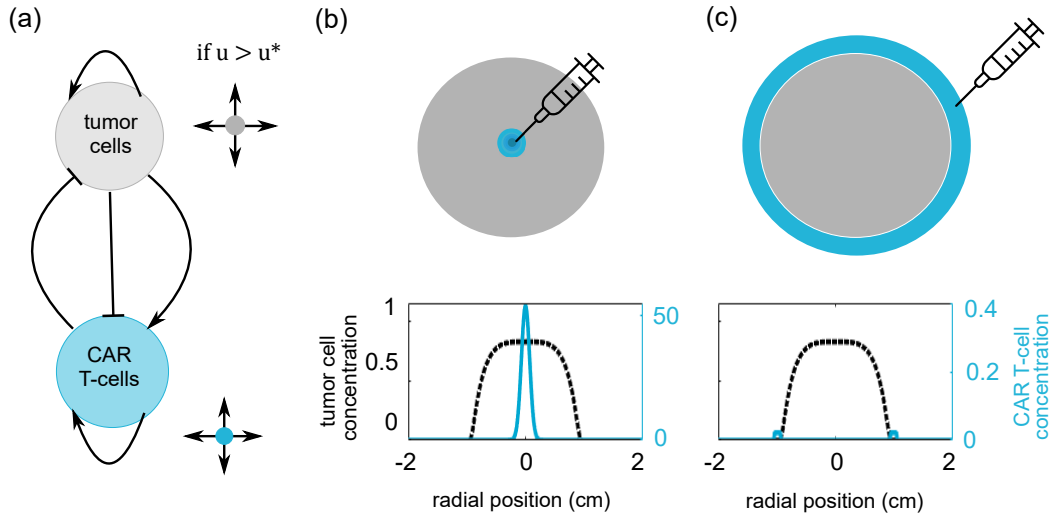 (a)
if u > u*
tumor
cells
CAR
T-cells
(b)
1
0.5
0
tumor cell
concentration
50
0
-2
0
2
radial position (cm)
(c)
0.4
0.2
0
CAR T-cell
concentration
-2
0
2
radial position (cm)